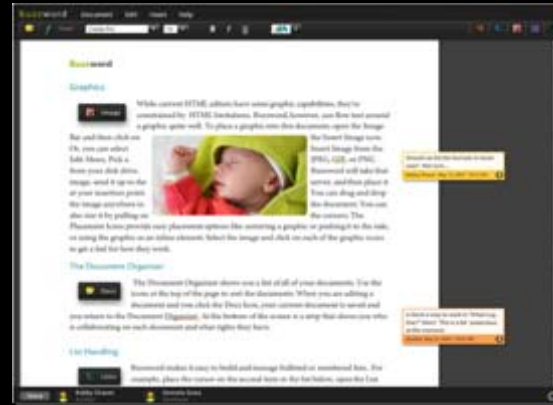 Buzzword Document Edit Insert Help
B I U
Buzzword
Graphics
While current HTML editors have some graphic capabilities, they're
Image constrained by HTML limitations. Buzzword, however, can flow text around
a graphic quite well. To place a graphic into this document, open the Image
Bar and then click on the Insert Image icon.
Or, you can select Insert Image from the
Edit Menu. Pick a JPEG, GIF, or PNG
from your disk drive. Buzzword will take that
image, send it up to the server, and then place it
at your insertion point. You can drag and drop
the image anywhere in the document. You can
also size it by pulling on the corners. The
Placement Icons provide easy placement options like centering a graphic or pushing it to the side,
or using the graphic as an inline element. Select the image and click on each of the graphic icons
to get a feel for how they work.
The Document Organizer
The Document Organizer shows you a list of all of your documents. Use the
Docs icons at the top of the page to sort the documents. When you are editing a
document and you click the Docs icon, your current document is saved and
you return to the Document Organizer. At the bottom of the screen is a strip that shows you who
is collaborating on each document and what rights they have.
List Handling
Buzzword makes it easy to build and manage bulleted or numbered lists. For
Lists example, place the cursor on the second item in the list below, open the List